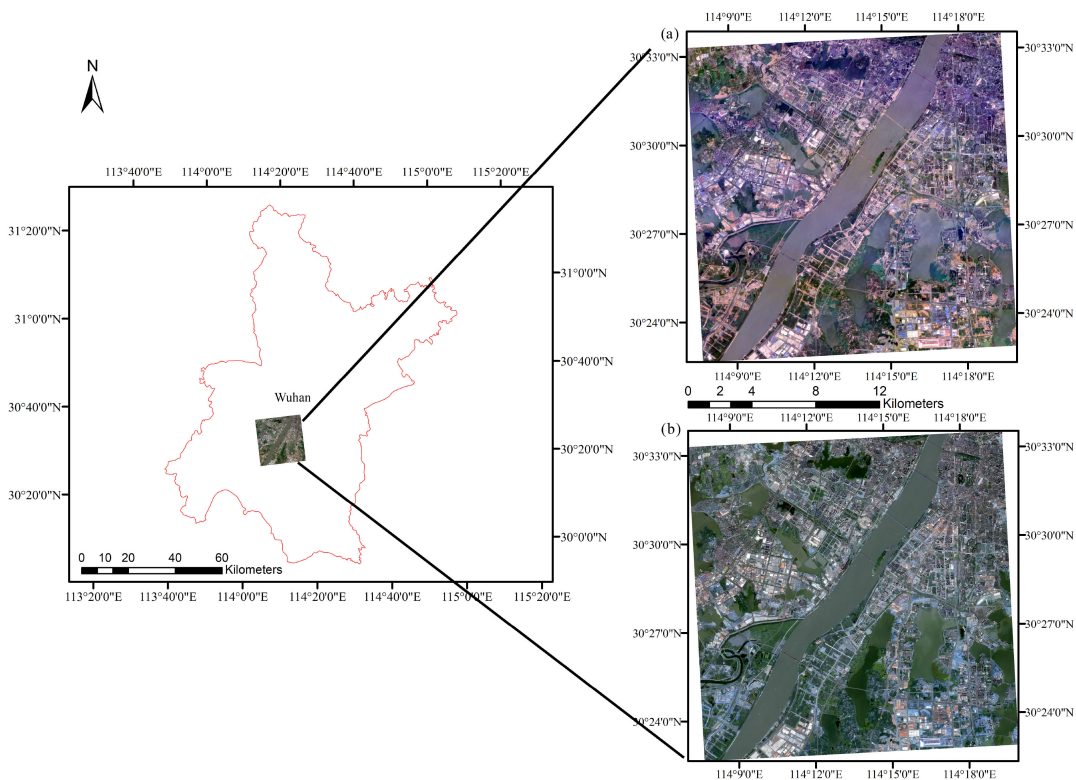 N
113°40'0"E 114°0'0"E 114°20'0"E 114°40'0"E 115°0'0"E 115°20'0"E
31°20'0"N
31°0'0"N
30°40'0"N
30°20'0"N
31°0'0"N
30°40'0"N
30°20'0"N
30°0'0"N
Wuhan
0 10 20 40 60
Kilometers
113°20'0"E 113°40'0"E 114°0'0"E 114°20'0"E 114°40'0"E 115°0'0"E 115°20'0"E
114°9'0"E 114°12'0"E 114°15'0"E 114°18'0"E
(a)
30°33'0"N
30°30'0"N
30°27'0"N
30°24'0"N
30°33'0"N
30°30'0"N
30°27'0"N
30°24'0"N
114°9'0"E 114°12'0"E 114°15'0"E 114°18'0"E
0 2 4 8 12
Kilometers
114°9'0"E 114°12'0"E 114°15'0"E 114°18'0"E
(b)
30°33'0"N
30°30'0"N
30°27'0"N
30°24'0"N
30°33'0"N
30°30'0"N
30°27'0"N
30°24'0"N
114°9'0"E 114°12'0"E 114°15'0"E 114°18'0"E